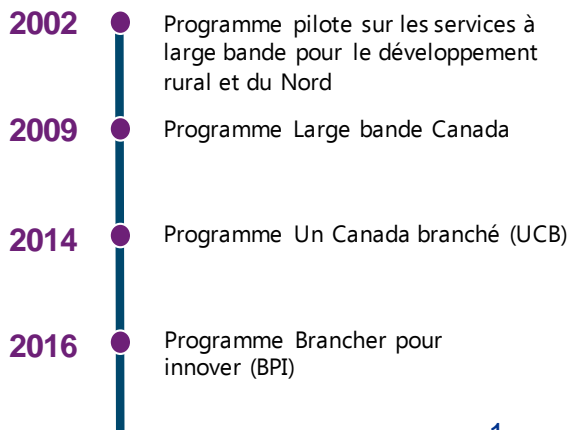 2002 Programme pilote sur les services à
large bande pour le développement
rural et du Nord
2009 Programme Large bande Canada
2014 Programme Un Canada branché (UCB)
2016 Programme Brancher pour
innover (BPI)